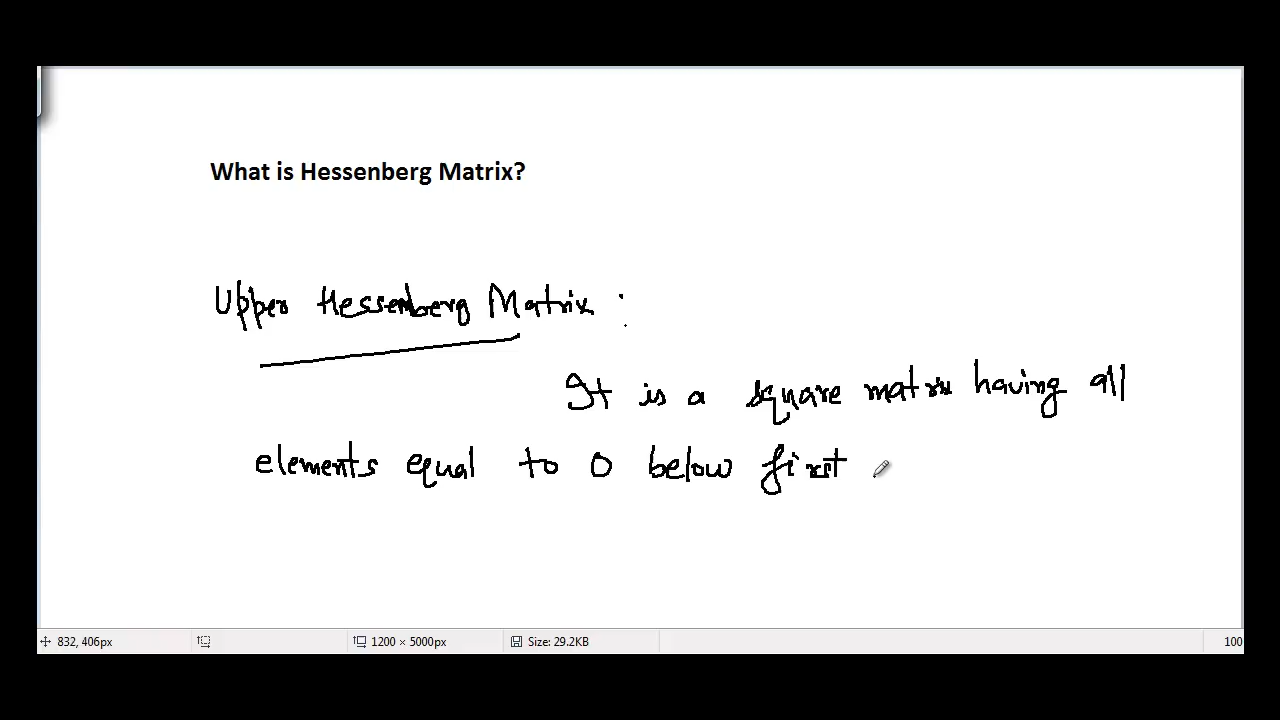 What is Hessenberg Matrix?
Upper Hessenberg Matrix :
It is a square matrix having all
elements equal to 0 below first
832, 406px
1200 × 5000px
Size: 29.2KB
100